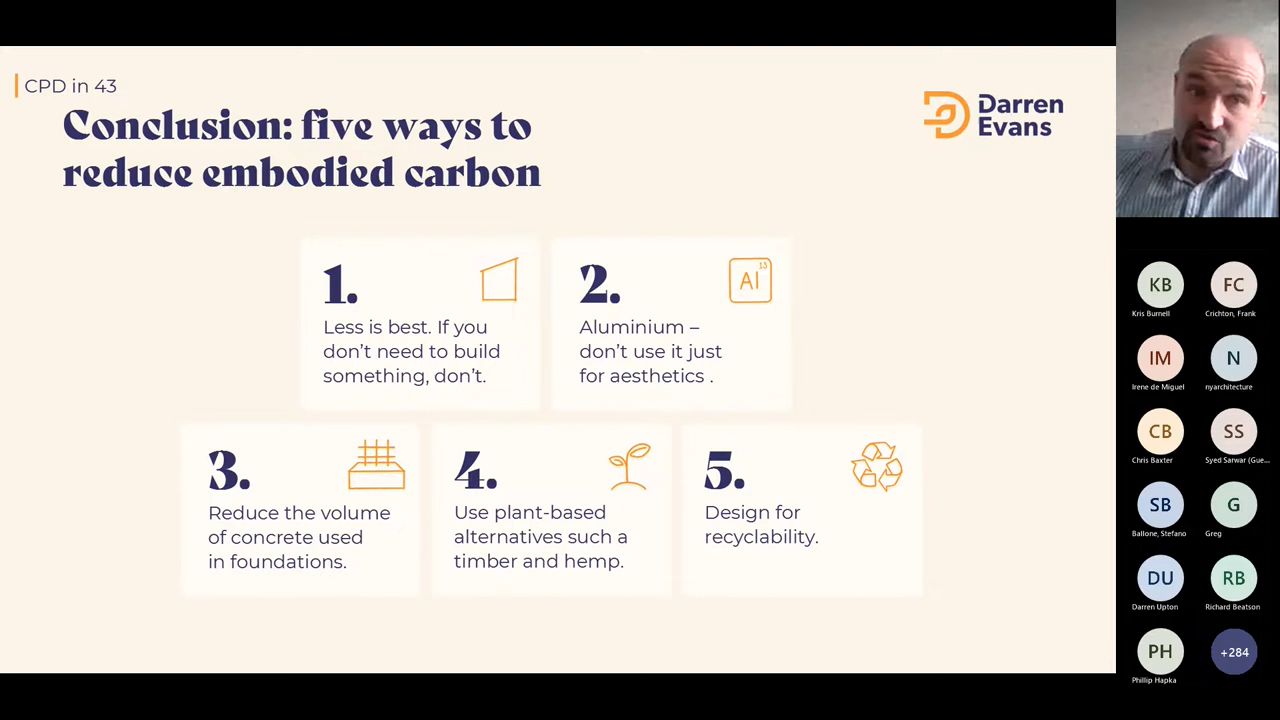 CPD in 43
Conclusion: five ways to
reduce embodied carbon
Darren
Evans
1.
Less is best. If you
don't need to build
something, don't.
Al
13
2.
Aluminium –
don't use it just
for aesthetics .
3.
Reduce the volume
of concrete used
in foundations.
4.
Use plant-based
alternatives such a
timber and hemp.
5.
Design for
recyclability.
KB
Kris Burnell
FC
Crichton, Frank
IM
Irene de Miguel
N
nyarchitecture
CB
Chris Baxter
SS
Syed Sarwar (Gue...
SB
Ballone, Stefano
G
Greg
DU
Darren Upton
RB
Richard Beatson
PH
Phillip Hapka
+284